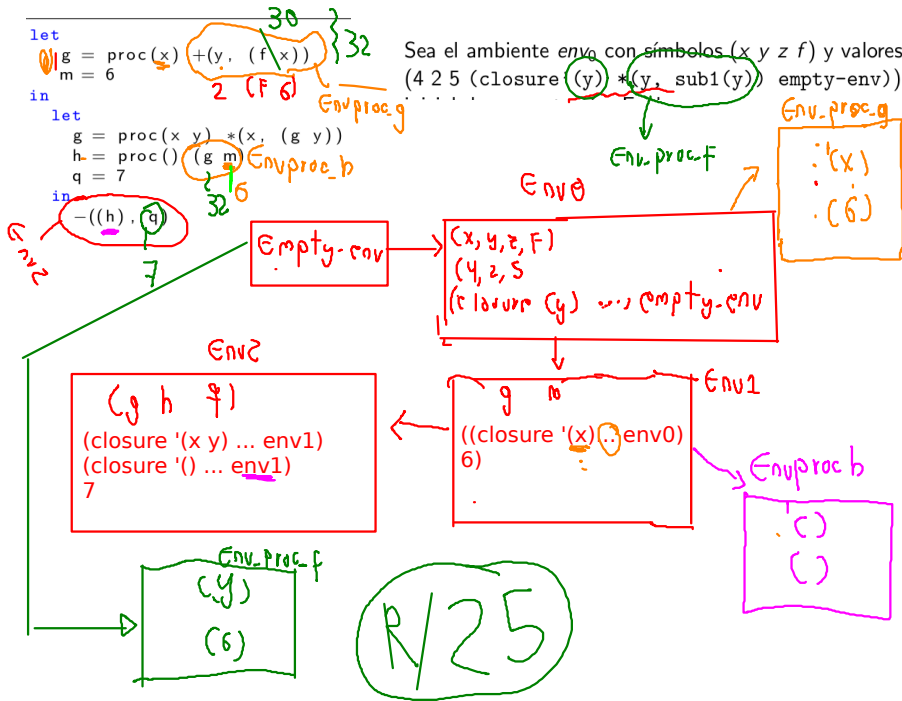 let
g = proc(x) +(y, (f x))
m = 6
in
let
g = proc(x y) *(x, (g y))
h = proc() (g m)
q = 7
in
-((h), q)
30
32
2 (F 6)
Envproc_g
Envproc_h
32
6
7
Env2
Sea el ambiente env₀ con símbolos (x y z f) y valores
(4 2 5 (closure (y) *(y, sub1(y)) empty-env))
Env_proc_f
Env_proc_g
'(x)
(6)
Env0
Empty-env
(x, y, z, F)
(4, 2, 5
(closure (y) ..., empty-env
Env2
(g h q)
(closure '(x y) ... env1)
(closure '() ... env1)
7
Env1
g m
((closure '(x) ... env0)
6)
Envproc h
'()
()
Env_proc_f
(y)
(6)
R/25